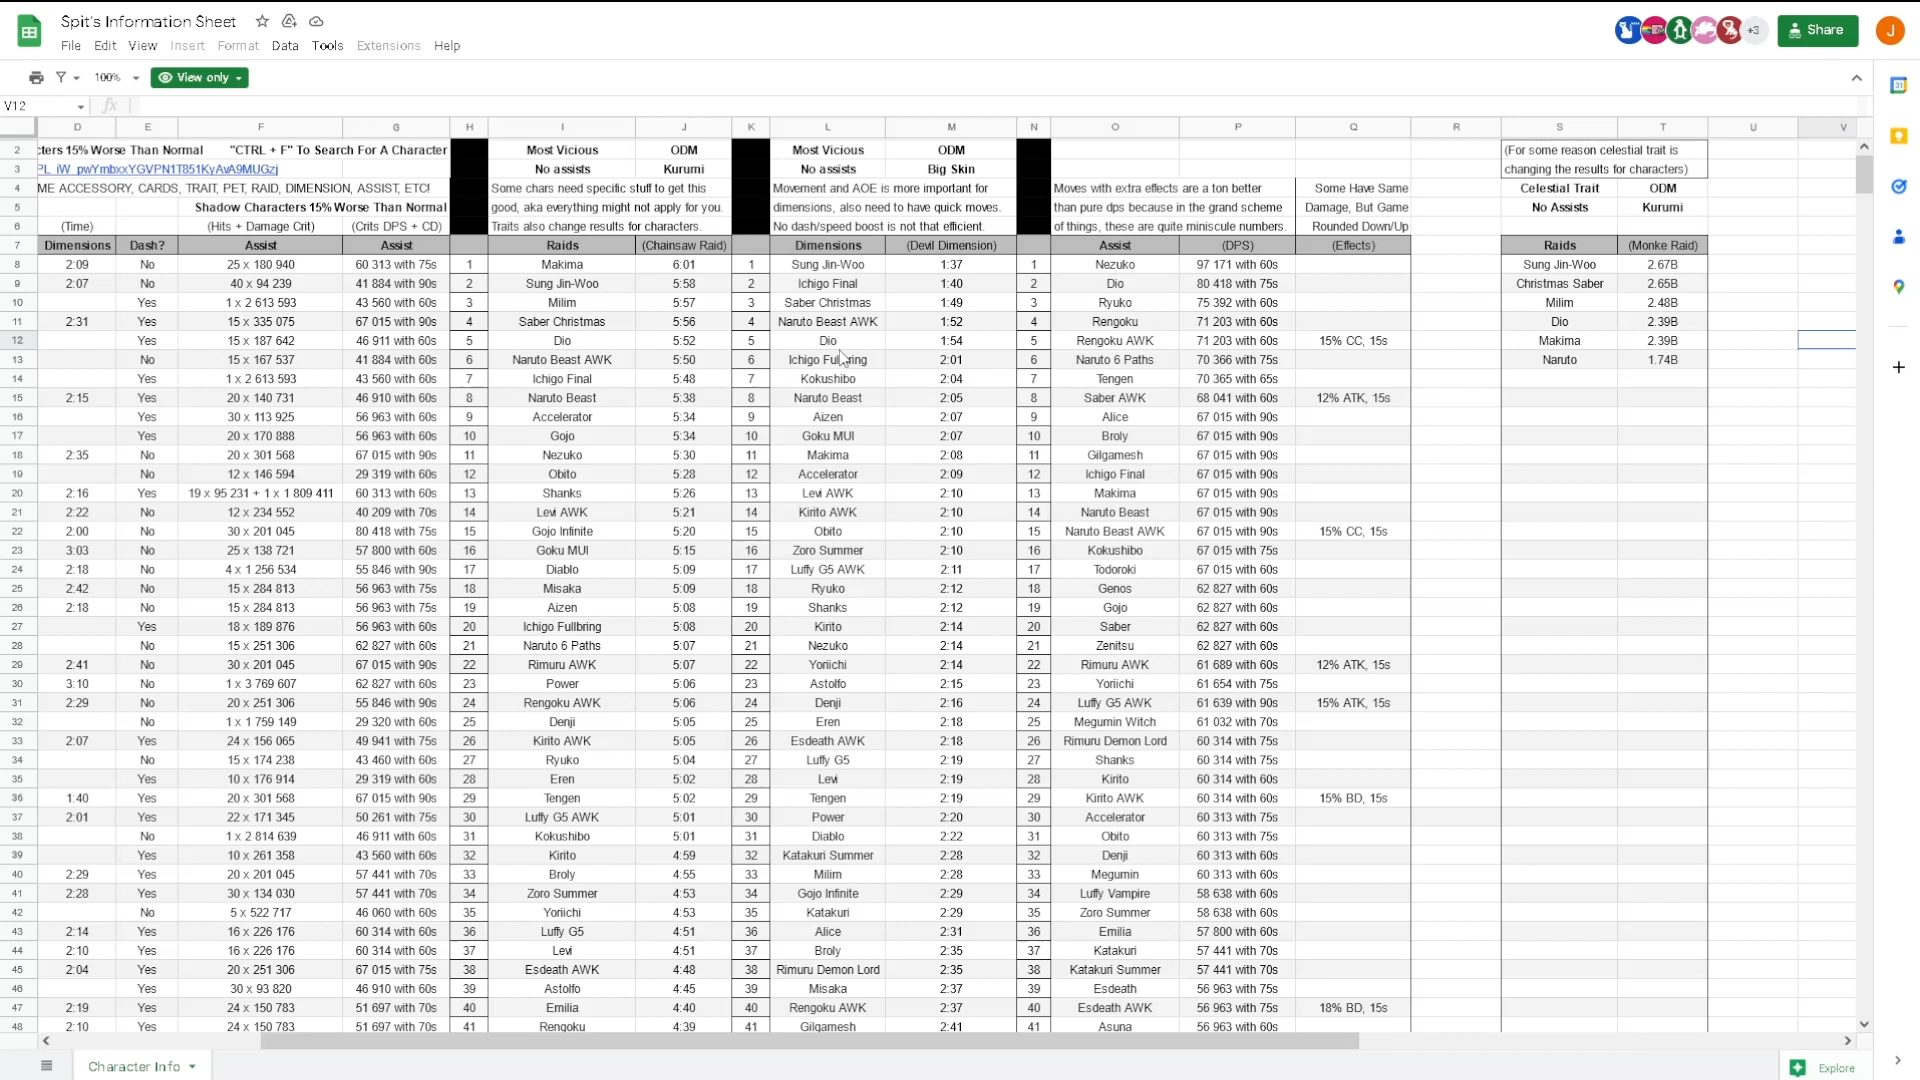 Spit's Information Sheet
+3
Share
J
File Edit View Insert Format Data Tools Extensions Help
100% View only
V12 fx
D E F G H I J K L M N O P Q R S T U V
2 ters 15% Worse Than Normal "CTRL + F" To Search For A Character Most Vicious ODM Most Vicious ODM (For some reason celestial trait is
3 PL_iW_pwYmbxxYGVPN1T851KyAvA9MUGzj No assists Kurumi No assists Big Skin changing the results for characters)
4 ME ACCESSORY, CARDS, TRAIT, PET, RAID, DIMENSION, ASSIST, ETC! Some chars need specific stuff to get this Movement and AOE is more important for Moves with extra effects are a ton better Some Have Same Celestial Trait ODM
5 Shadow Characters 15% Worse Than Normal good, aka everything might not apply for you. dimensions, also need to have quick moves. than pure dps because in the grand scheme Damage, But Game No Assists Kurumi
6 (Time) (Hits + Damage Crit) (Crits DPS + CD) Traits also change results for characters. No dash/speed boost is not that efficient. of things, these are quite miniscule numbers. Rounded Down/Up
7 Dimensions Dash? Assist Assist Raids (Chainsaw Raid) Dimensions (Devil Dimension) Assist (DPS) (Effects) Raids (Monke Raid)
8 2:09 No 25 x 180 940 60 313 with 75s 1 Makima 6:01 1 Sung Jin-Woo 1:37 1 Nezuko 97 171 with 60s Sung Jin-Woo 2.67B
9 2:07 No 40 x 94 239 41 884 with 90s 2 Sung Jin-Woo 5:58 2 Ichigo Final 1:40 2 Dio 80 418 with 75s Christmas Saber 2.65B
10 Yes 1 x 2 613 593 43 560 with 60s 3 Milim 5:57 3 Saber Christmas 1:49 3 Ryuko 75 392 with 60s Milim 2.48B
11 2:31 Yes 15 x 335 075 67 015 with 90s 4 Saber Christmas 5:56 4 Naruto Beast AWK 1:52 4 Rengoku 71 203 with 60s Dio 2.39B
12 Yes 15 x 187 642 46 911 with 60s 5 Dio 5:52 5 Dio 1:54 5 Rengoku AWK 71 203 with 60s 15% CC, 15s Makima 2.39B
13 No 15 x 167 537 41 884 with 60s 6 Naruto Beast AWK 5:50 6 Ichigo Fullbring 2:01 6 Naruto 6 Paths 70 366 with 75s Naruto 1.74B
14 Yes 1 x 2 613 593 43 560 with 60s 7 Ichigo Final 5:48 7 Kokushibo 2:04 7 Tengen 70 365 with 65s
15 2:15 Yes 20 x 140 731 46 910 with 60s 8 Naruto Beast 5:38 8 Naruto Beast 2:05 8 Saber AWK 68 041 with 60s 12% ATK, 15s
16 Yes 30 x 113 925 56 963 with 60s 9 Accelerator 5:34 9 Aizen 2:07 9 Alice 67 015 with 90s
17 Yes 20 x 170 888 56 963 with 60s 10 Gojo 5:34 10 Goku MUI 2:07 10 Broly 67 015 with 90s
18 2:35 No 20 x 301 568 67 015 with 90s 11 Nezuko 5:30 11 Makima 2:08 11 Gilgamesh 67 015 with 90s
19 No 12 x 146 594 29 319 with 60s 12 Obito 5:28 12 Accelerator 2:09 12 Ichigo Final 67 015 with 90s
20 2:16 Yes 19 x 95 231 + 1 x 1 809 411 60 313 with 60s 13 Shanks 5:26 13 Levi AWK 2:10 13 Makima 67 015 with 90s
21 2:22 No 12 x 234 552 40 209 with 70s 14 Levi AWK 5:21 14 Kirito AWK 2:10 14 Naruto Beast 67 015 with 90s
22 2:00 No 30 x 201 045 80 418 with 75s 15 Gojo Infinite 5:20 15 Obito 2:10 15 Naruto Beast AWK 67 015 with 90s 15% CC, 15s
23 3:03 No 25 x 138 721 57 800 with 60s 16 Goku MUI 5:15 16 Zoro Summer 2:10 16 Kokushibo 67 015 with 75s
24 2:18 No 4 x 1 256 534 55 846 with 90s 17 Diablo 5:09 17 Luffy G5 AWK 2:11 17 Todoroki 67 015 with 60s
25 2:42 No 15 x 284 813 56 963 with 75s 18 Misaka 5:09 18 Ryuko 2:12 18 Genos 62 827 with 60s
26 2:18 No 15 x 284 813 56 963 with 75s 19 Aizen 5:08 19 Shanks 2:12 19 Gojo 62 827 with 60s
27 Yes 18 x 189 876 56 963 with 60s 20 Ichigo Fullbring 5:08 20 Kirito 2:14 20 Saber 62 827 with 60s
28 No 15 x 251 306 62 827 with 60s 21 Naruto 6 Paths 5:07 21 Nezuko 2:14 21 Zenitsu 62 827 with 60s
29 2:41 No 30 x 201 045 67 015 with 90s 22 Rimuru AWK 5:07 22 Yoriichi 2:14 22 Rimuru AWK 61 689 with 60s 12% ATK, 15s
30 3:10 No 1 x 3 769 607 62 827 with 60s 23 Power 5:06 23 Astolfo 2:15 23 Yoriichi 61 654 with 75s
31 2:29 No 20 x 251 306 55 846 with 90s 24 Rengoku AWK 5:06 24 Denji 2:16 24 Luffy G5 AWK 61 639 with 90s 15% ATK, 15s
32 No 1 x 1 759 149 29 320 with 60s 25 Denji 5:05 25 Eren 2:18 25 Megumin Witch 61 032 with 70s
33 2:07 Yes 24 x 156 065 49 941 with 75s 26 Kirito AWK 5:05 26 Esdeath AWK 2:18 26 Rimuru Demon Lord 60 314 with 75s
34 No 15 x 174 238 43 460 with 60s 27 Ryuko 5:04 27 Luffy G5 2:19 27 Shanks 60 314 with 75s
35 Yes 10 x 176 914 29 319 with 60s 28 Eren 5:02 28 Levi 2:19 28 Kirito 60 314 with 60s
36 1:40 Yes 20 x 301 568 67 015 with 90s 29 Tengen 5:02 29 Tengen 2:19 29 Kirito AWK 60 314 with 60s 15% BD, 15s
37 2:01 Yes 22 x 171 345 50 261 with 75s 30 Luffy G5 AWK 5:01 30 Power 2:20 30 Accelerator 60 313 with 75s
38 No 1 x 2 814 639 46 911 with 60s 31 Kokushibo 5:01 31 Diablo 2:22 31 Obito 60 313 with 75s
39 Yes 10 x 261 358 43 560 with 60s 32 Kirito 4:59 32 Katakuri Summer 2:28 32 Denji 60 313 with 60s
40 2:29 Yes 20 x 201 045 57 441 with 70s 33 Broly 4:55 33 Milim 2:28 33 Megumin 60 313 with 60s
41 2:28 Yes 30 x 134 030 57 441 with 70s 34 Zoro Summer 4:53 34 Gojo Infinite 2:29 34 Luffy Vampire 58 638 with 60s
42 No 5 x 522 717 46 060 with 60s 35 Yoriichi 4:53 35 Katakuri 2:29 35 Zoro Summer 58 638 with 60s
43 2:14 Yes 16 x 226 176 60 314 with 60s 36 Luffy G5 4:51 36 Alice 2:31 36 Emilia 57 800 with 60s
44 2:10 Yes 16 x 226 176 60 314 with 60s 37 Levi 4:51 37 Broly 2:35 37 Katakuri 57 441 with 70s
45 2:04 Yes 20 x 251 306 67 015 with 75s 38 Esdeath AWK 4:48 38 Rimuru Demon Lord 2:35 38 Katakuri Summer 57 441 with 70s
46 Yes 30 x 93 820 46 910 with 60s 39 Astolfo 4:45 39 Misaka 2:37 39 Esdeath 56 963 with 75s
47 2:19 Yes 24 x 150 783 51 697 with 70s 40 Emilia 4:40 40 Rengoku AWK 2:37 40 Esdeath AWK 56 963 with 75s 18% BD, 15s
48 2:10 Yes 24 x 150 783 51 697 with 70s 41 Rengoku 4:39 41 Gilgamesh 2:41 41 Asuna 56 963 with 60s
Character Info Explore